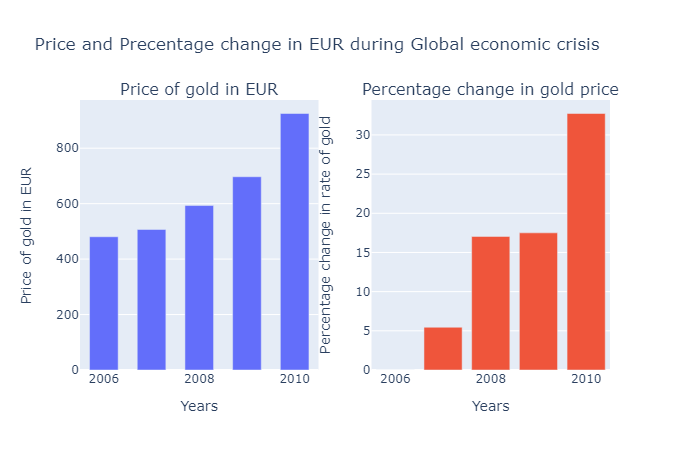 Price and Precentage change in EUR during Global economic crisis
Price of gold in EUR
Percentage change in gold price
Price of gold in EUR
800
600
400
200
0
2006
2008
2010
Years
Percentage change in rate of gold
30
25
20
15
10
5
0
2006
2008
2010
Years